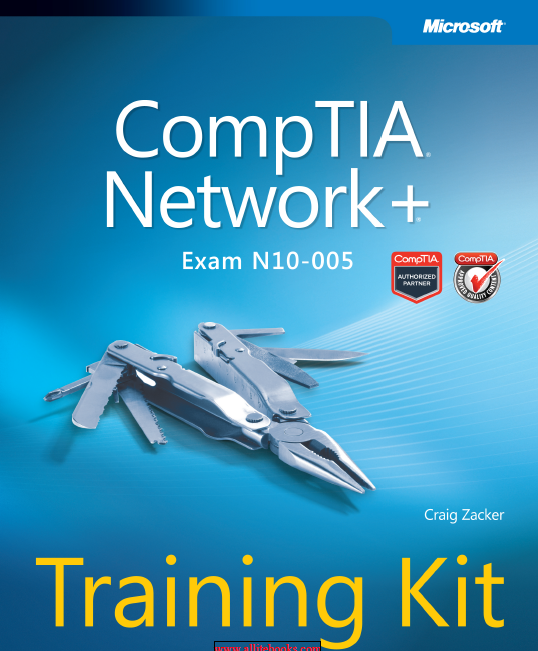 Microsoft®
CompTIA®
Network+®
Exam N10-005
CompTIA
AUTHORIZED
PARTNER
CompTIA
APPROVED QUALITY CONTENT
Craig Zacker
Training Kit
www.allitebooks.com